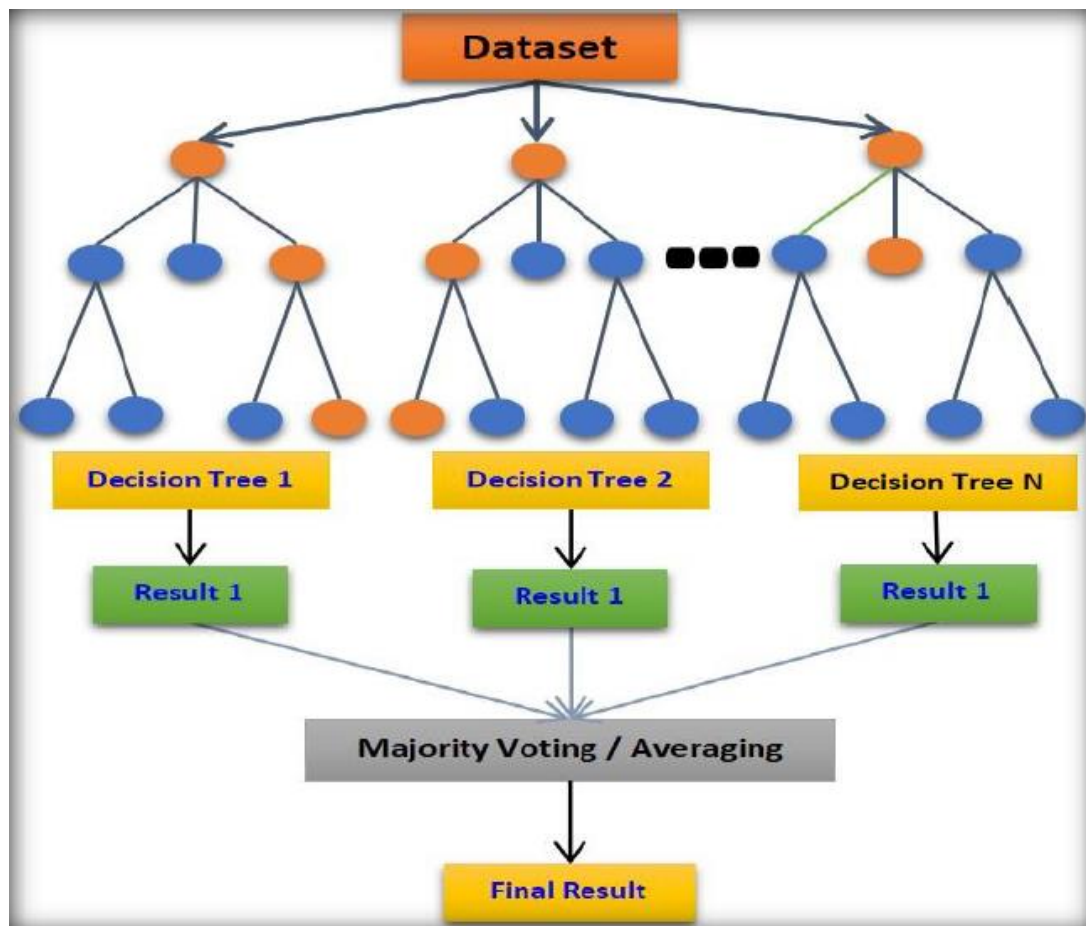 Dataset
Decision Tree 1
Decision Tree 2
Decision Tree N
Result 1
Result 1
Result 1
Majority Voting / Averaging
Final Result